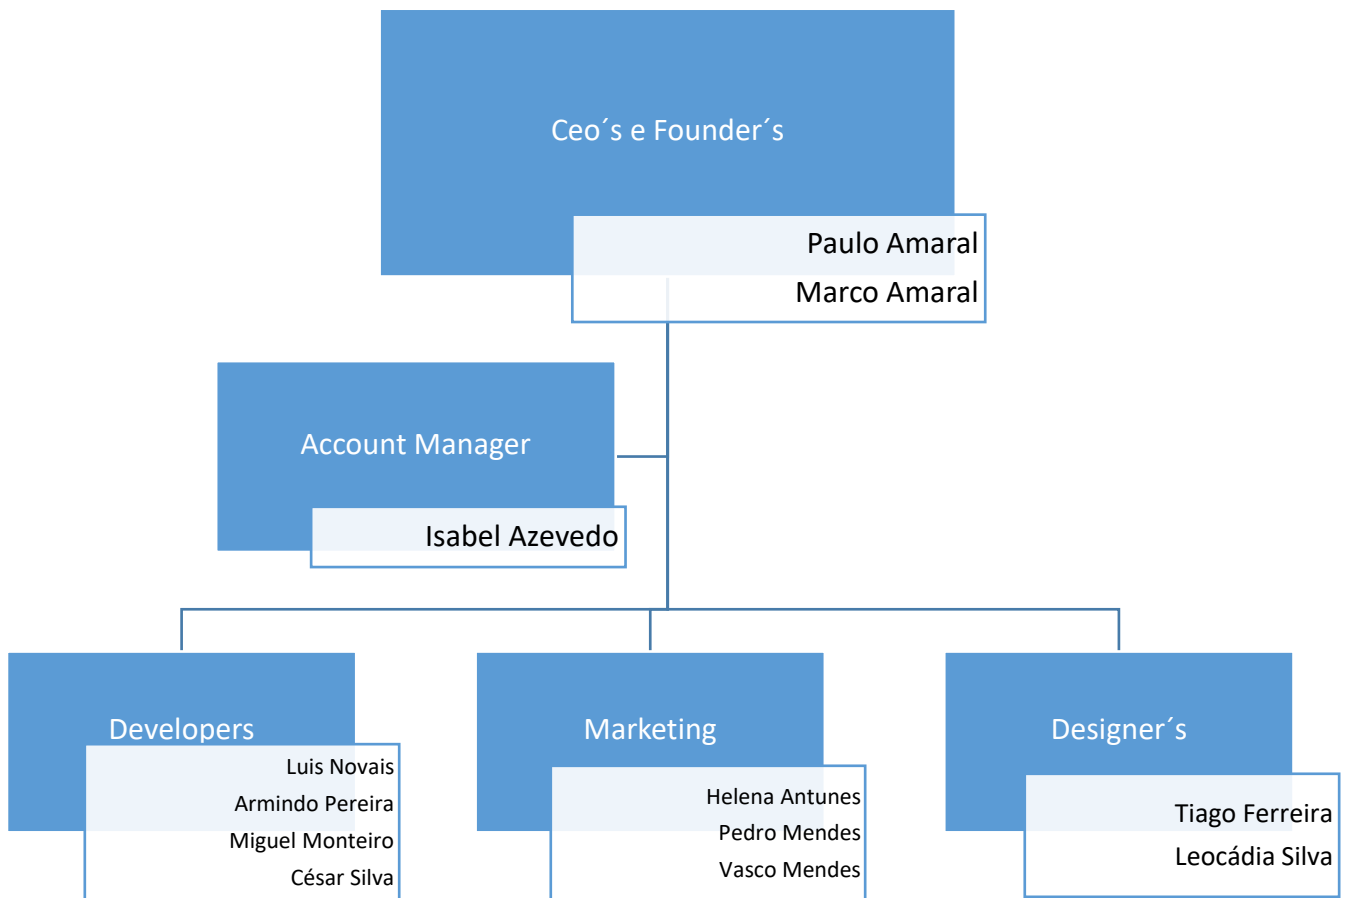 Ceo´s e Founder´s
Paulo Amaral
Marco Amaral
Account Manager
Isabel Azevedo
Developers
Luis Novais
Armindo Pereira
Miguel Monteiro
César Silva
Marketing
Helena Antunes
Pedro Mendes
Vasco Mendes
Designer´s
Tiago Ferreira
Leocádia Silva